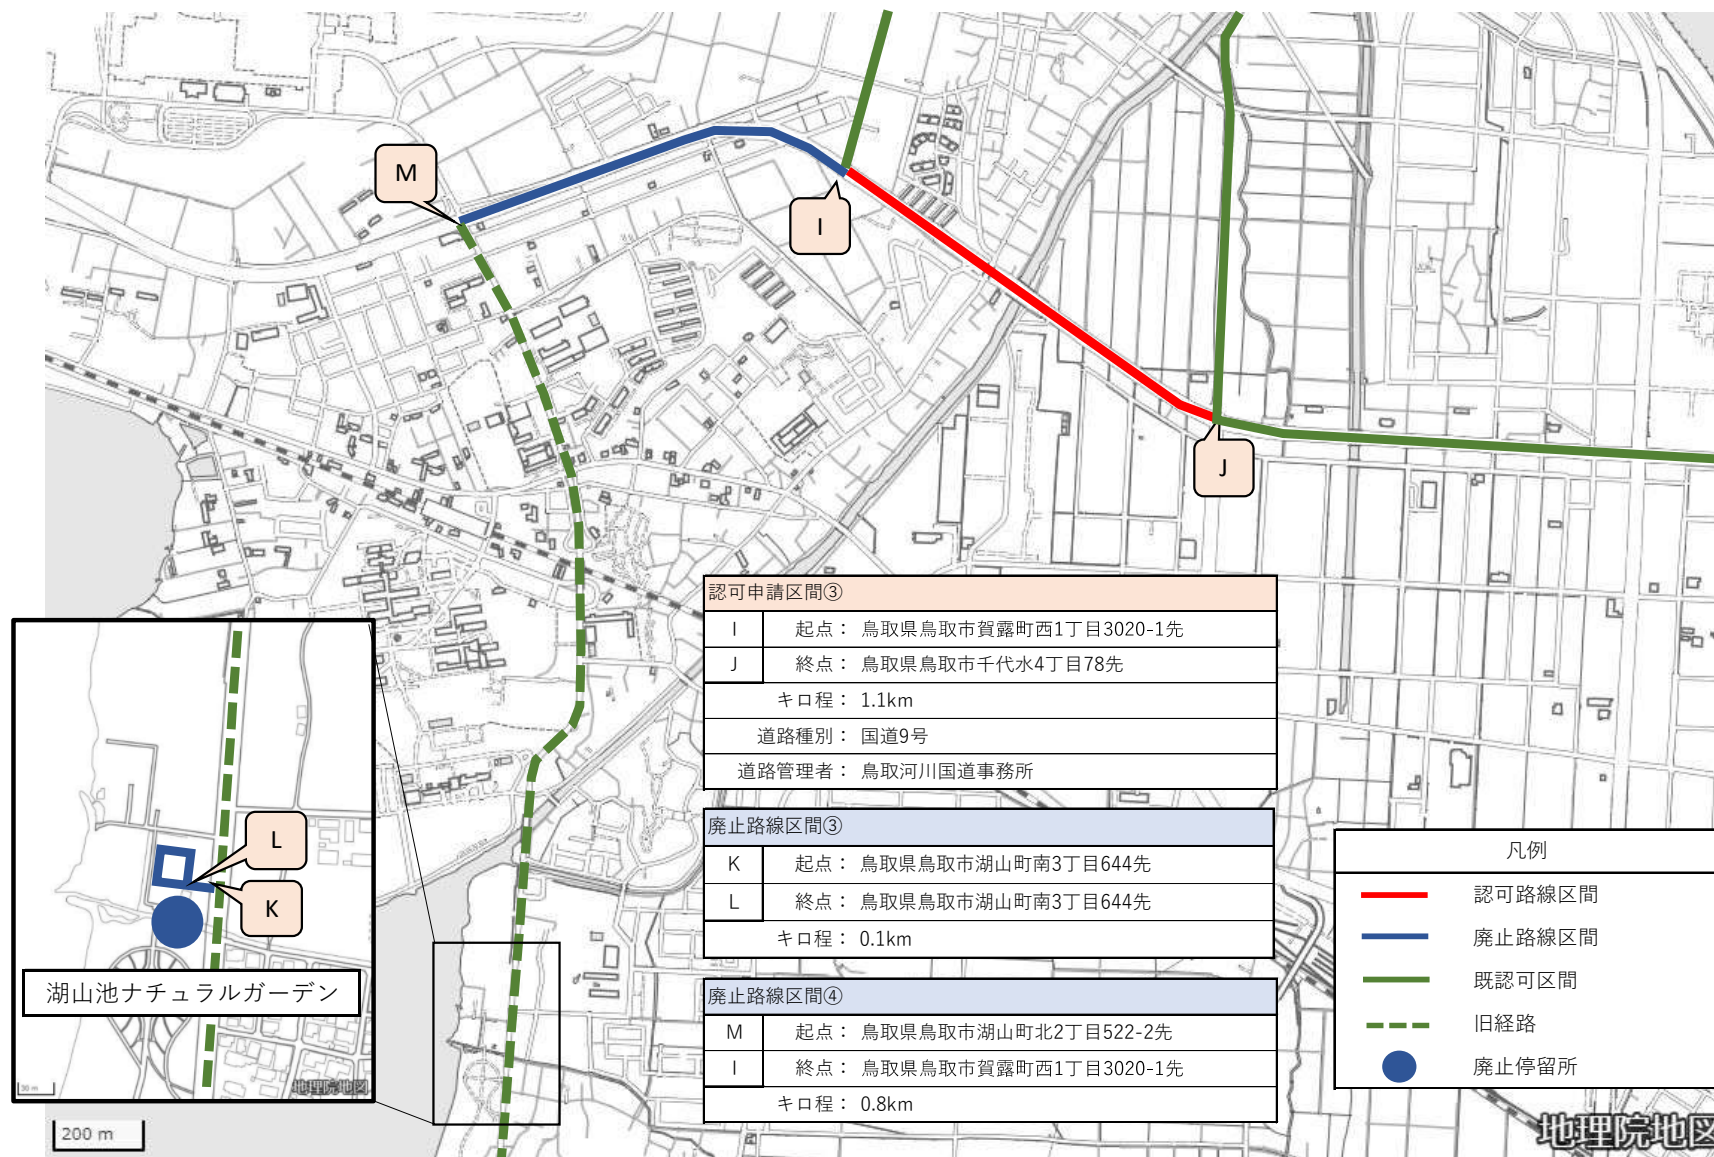 M
I
J
認可申請区間③
I 起点： 鳥取県鳥取市賀露町西1丁目3020-1先
J 終点： 鳥取県鳥取市千代水4丁目78先
キロ程： 1.1km
道路種別： 国道9号
道路管理者： 鳥取河川国道事務所
廃止路線区間③
K 起点： 鳥取県鳥取市湖山町南3丁目644先
L 終点： 鳥取県鳥取市湖山町南3丁目644先
キロ程： 0.1km
廃止路線区間④
M 起点： 鳥取県鳥取市湖山町北2丁目522-2先
I 終点： 鳥取県鳥取市賀露町西1丁目3020-1先
キロ程： 0.8km
L
K
湖山池ナチュラルガーデン
30 m
地理院地図
200 m
凡例
認可路線区間
廃止路線区間
既認可区間
旧経路
廃止停留所
地理院地図